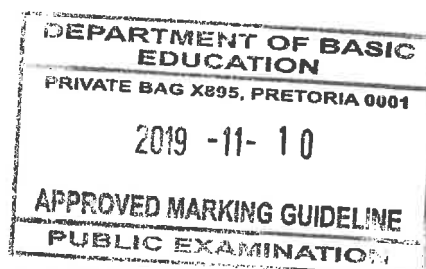 DEPARTMENT OF BASIC
EDUCATION
PRIVATE BAG X895, PRETORIA 0001
2019 -11- 10
APPROVED MARKING GUIDELINE
PUBLIC EXAMINATION